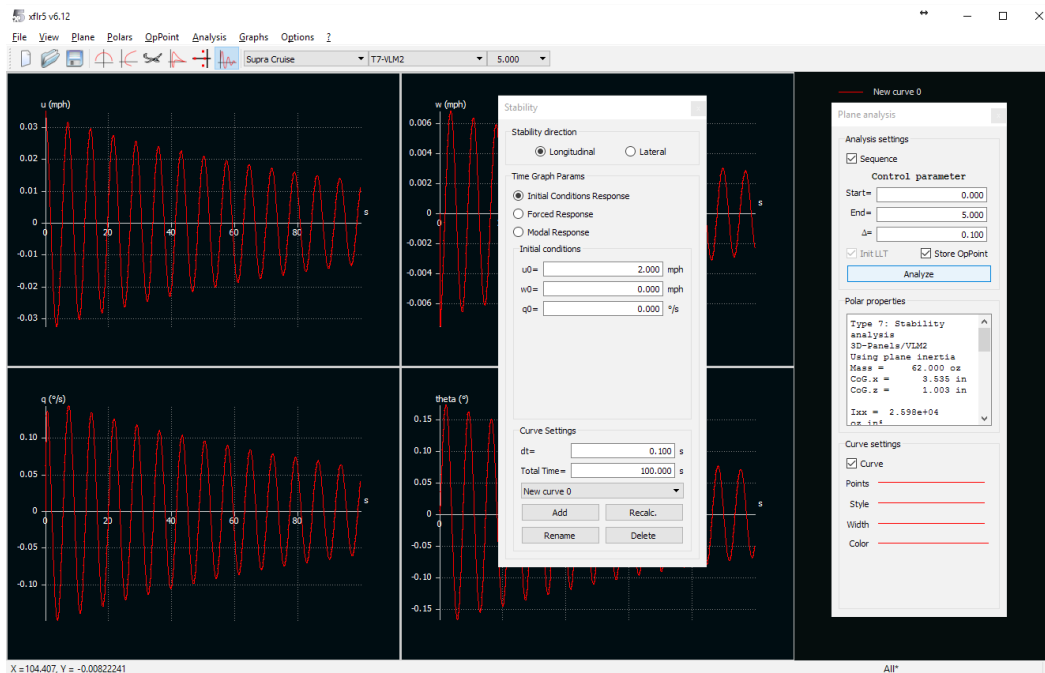 xflr5 v6.12
File View Plane Polars OpPoint Analysis Graphs Options ?
Supra Cruise T7-VLM2 5.000
u (mph)
0.03
0.02
0.01
0
-0.01
-0.02
-0.03
0 20 40 60 80
s
w (mph)
0.006
0.004
0.002
0
-0.002
-0.004
-0.006
0
s
q (°/s)
0.10
0.05
0
-0.05
-0.10
0 20 40 60 80
s
theta (°)
0.15
0.10
0.05
0
-0.05
-0.10
-0.15
0
s
Stability
Stability direction
Longitudinal Lateral
Time Graph Params
Initial Conditions Response
Forced Response
Modal Response
Initial conditions
u0= 2.000 mph
w0= 0.000 mph
q0= 0.000 °/s
Curve Settings
dt= 0.100 s
Total Time= 100.000 s
New curve 0
Add Recalc.
Rename Delete
New curve 0
Plane analysis
Analysis settings
Sequence
Control parameter
Start= 0.000
End= 5.000
Δ= 0.100
Init LLT Store OpPoint
Analyze
Polar properties
Type 7: Stability
analysis
3D-Panels/VLM2
Using plane inertia
Mass = 62.000 oz
CoG.x = 3.535 in
CoG.z = 1.003 in
Ixx = 2.598e+04
Curve settings
Curve
Points
Style
Width
Color
X =104.407, Y = -0.00822241
All*